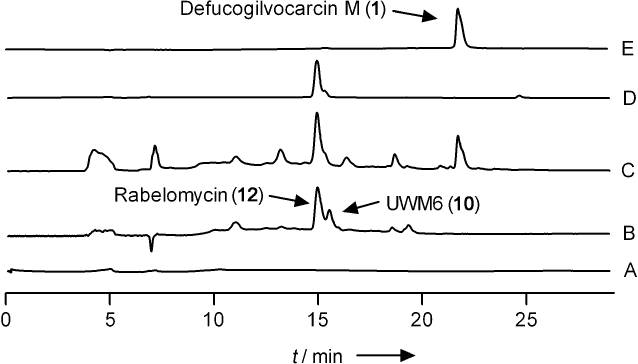 Defucogilvocarcin M (1)
E
D
C
Rabelomycin (12)
UWM6 (10)
B
A
0 5 10 15 20 25
t / min